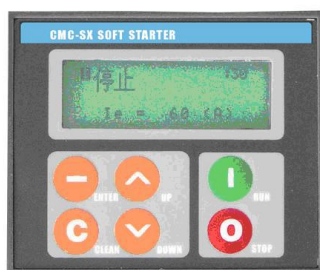 CMC-SX SOFT STARTER
停止
Ie = 60 (A)
ENTER
UP
RUN
C
CLEAN
DOWN
STOP